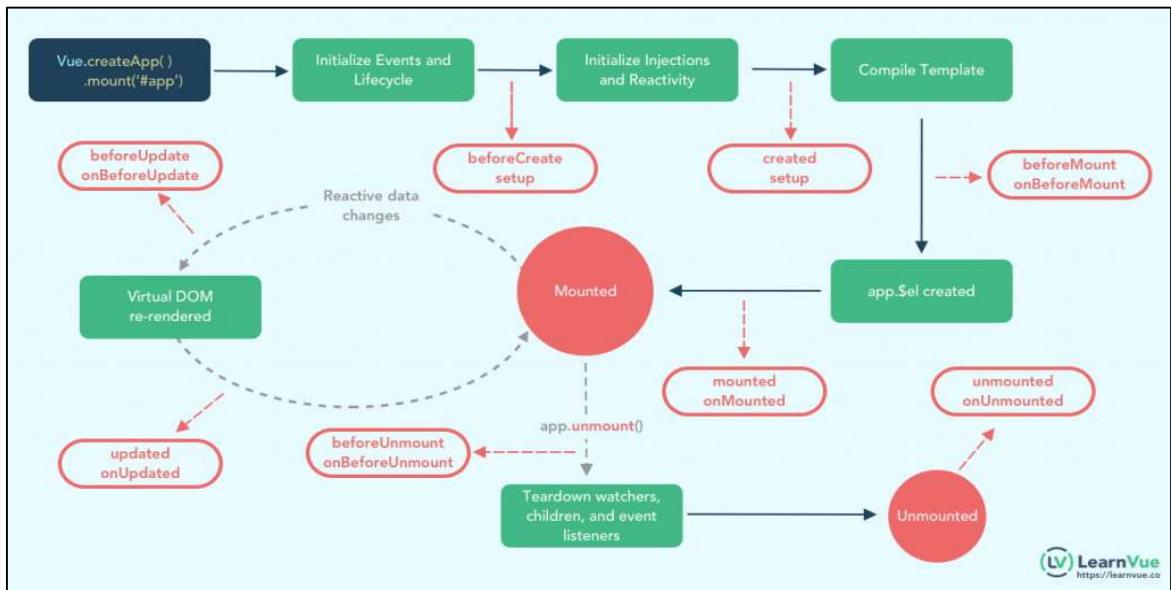 Vue.createApp( )
.mount('#app')
Initialize Events and
Lifecycle
Initialize Injections
and Reactivity
Compile Template
beforeUpdate
onBeforeUpdate
beforeCreate
setup
created
setup
beforeMount
onBeforeMount
Reactive data
changes
Virtual DOM
re-rendered
Mounted
app.$el created
mounted
onMounted
unmounted
onUnmounted
app.unmount()
beforeUnmount
onBeforeUnmount
updated
onUpdated
Teardown watchers,
children, and event
listeners
Unmounted
LV LearnVue
https://learnvue.co